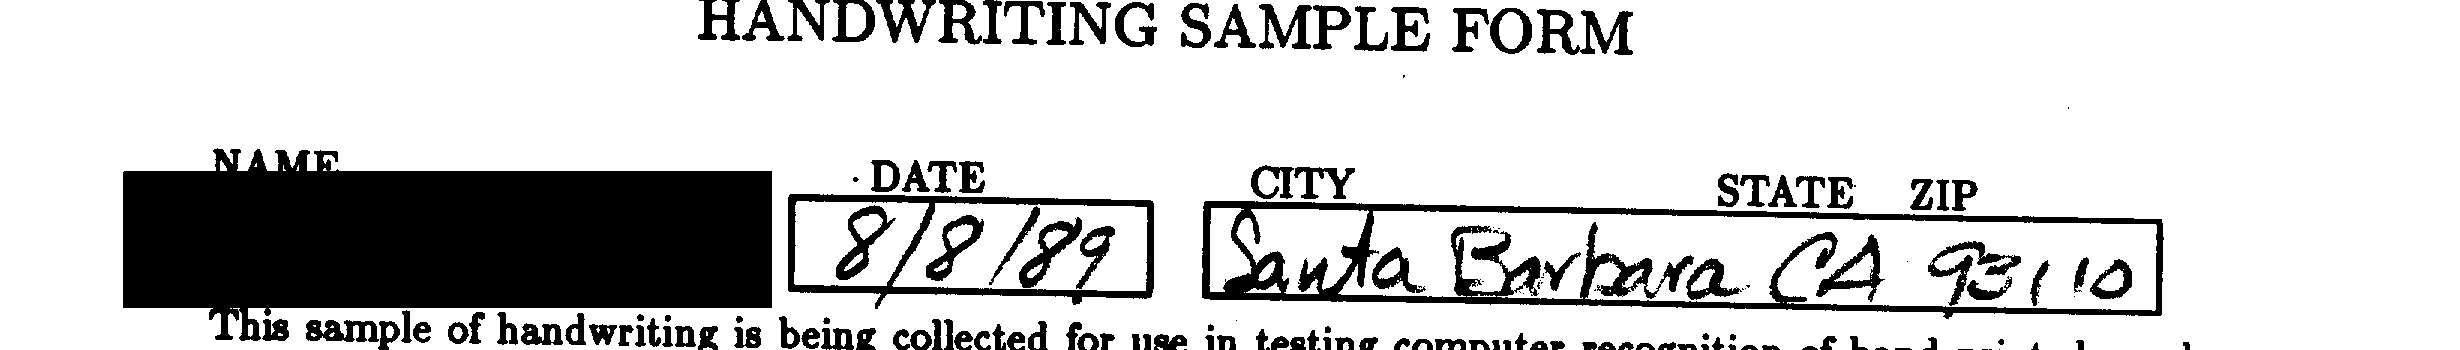 HANDWRITING SAMPLE FORM
NAME DATE CITY STATE ZIP
8/8/89 Santa Barbara CA 93110
This sample of handwriting is being collected for use in testing computer recognition of hand printed